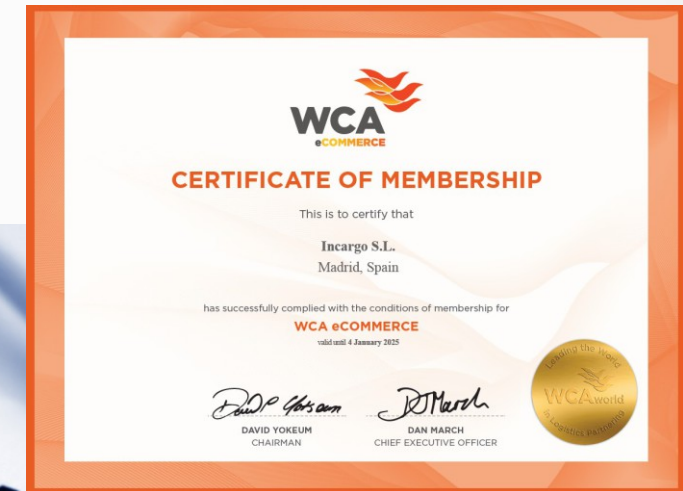 WCA
eCOMMERCE
CERTIFICATE OF MEMBERSHIP
This is to certify that
Incargo S.L.
Madrid, Spain
has successfully complied with the conditions of membership for
WCA eCOMMERCE
valid until 4 January 2025
DAVID YOKEUM
CHAIRMAN
DAN MARCH
CHIEF EXECUTIVE OFFICER
Leading the World
WCAworld
in Logistics Partnering